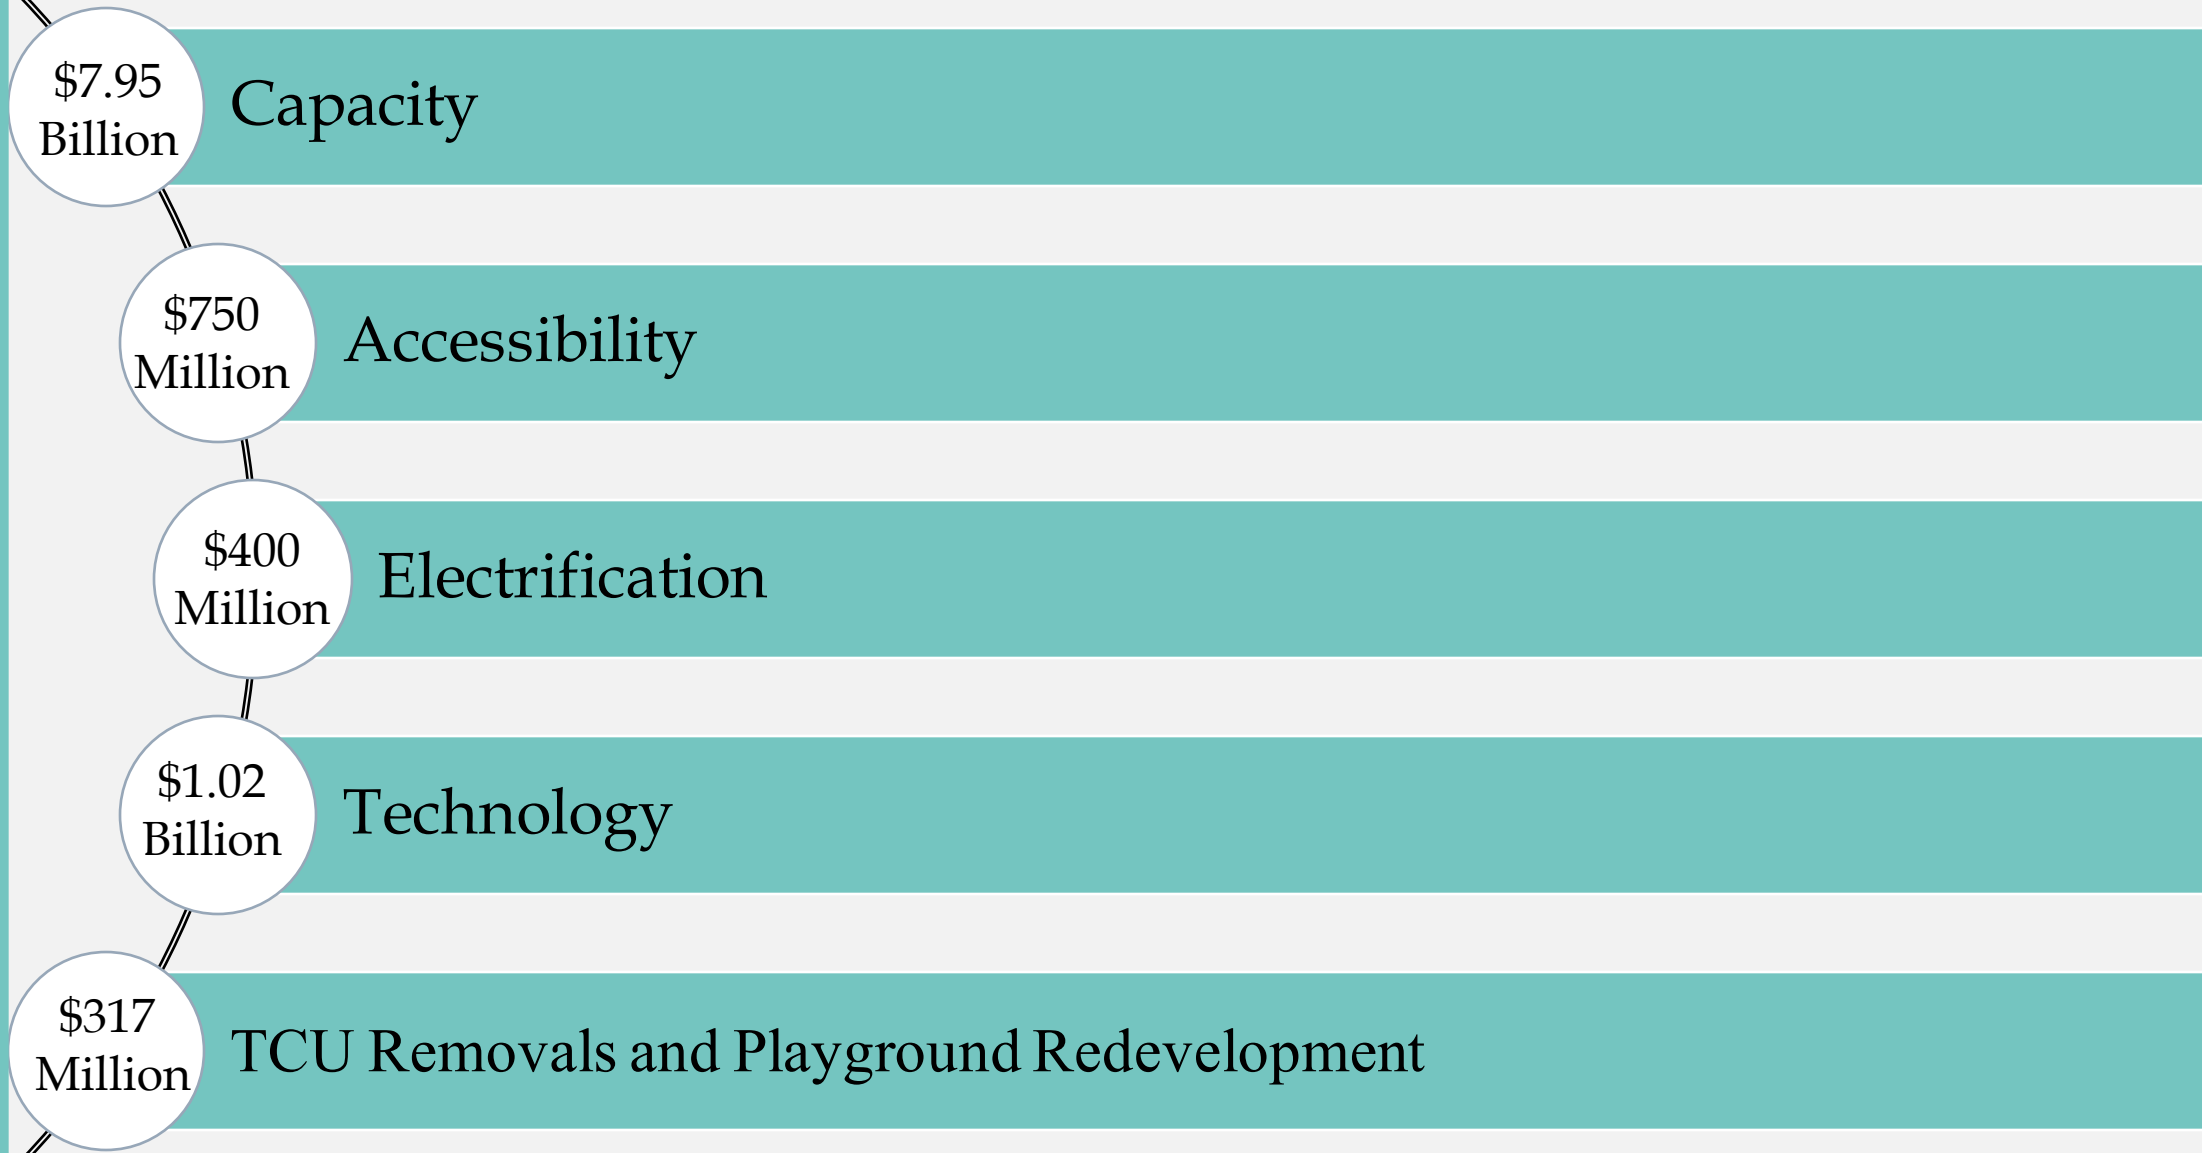 $7.95
Billion
Capacity
$750
Million
Accessibility
$400
Million
Electrification
$1.02
Billion
Technology
$317
Million
TCU Removals and Playground Redevelopment